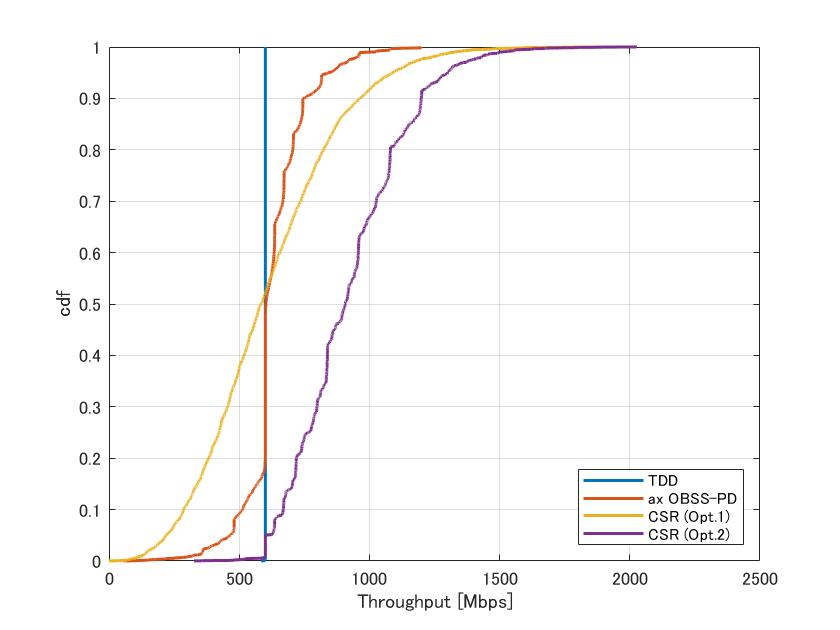 1
0.9
0.8
0.7
0.6
0.5
0.4
0.3
0.2
0.1
0
cdf
TDD
ax OBSS-PD
CSR (Opt.1)
CSR (Opt.2)
0 500 1000 1500 2000 2500
Throughput [Mbps]